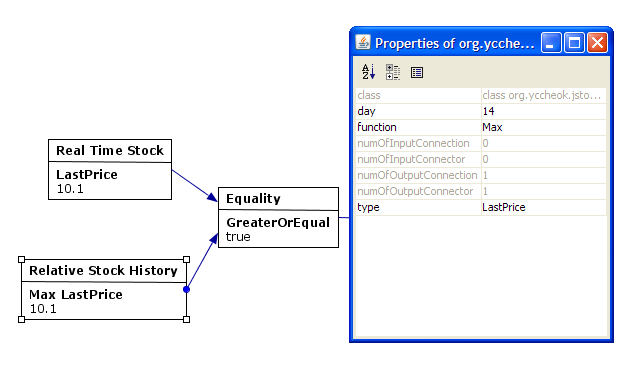 Properties of org.ycche...
class class org.yccheok.jsto...
day 14
function Max
numOfInputConnection 0
numOfInputConnector 0
numOfOutputConnection 1
numOfOutputConnector 1
type LastPrice
Real Time Stock
LastPrice
10.1
Equality
GreaterOrEqual
true
Relative Stock History
Max LastPrice
10.1